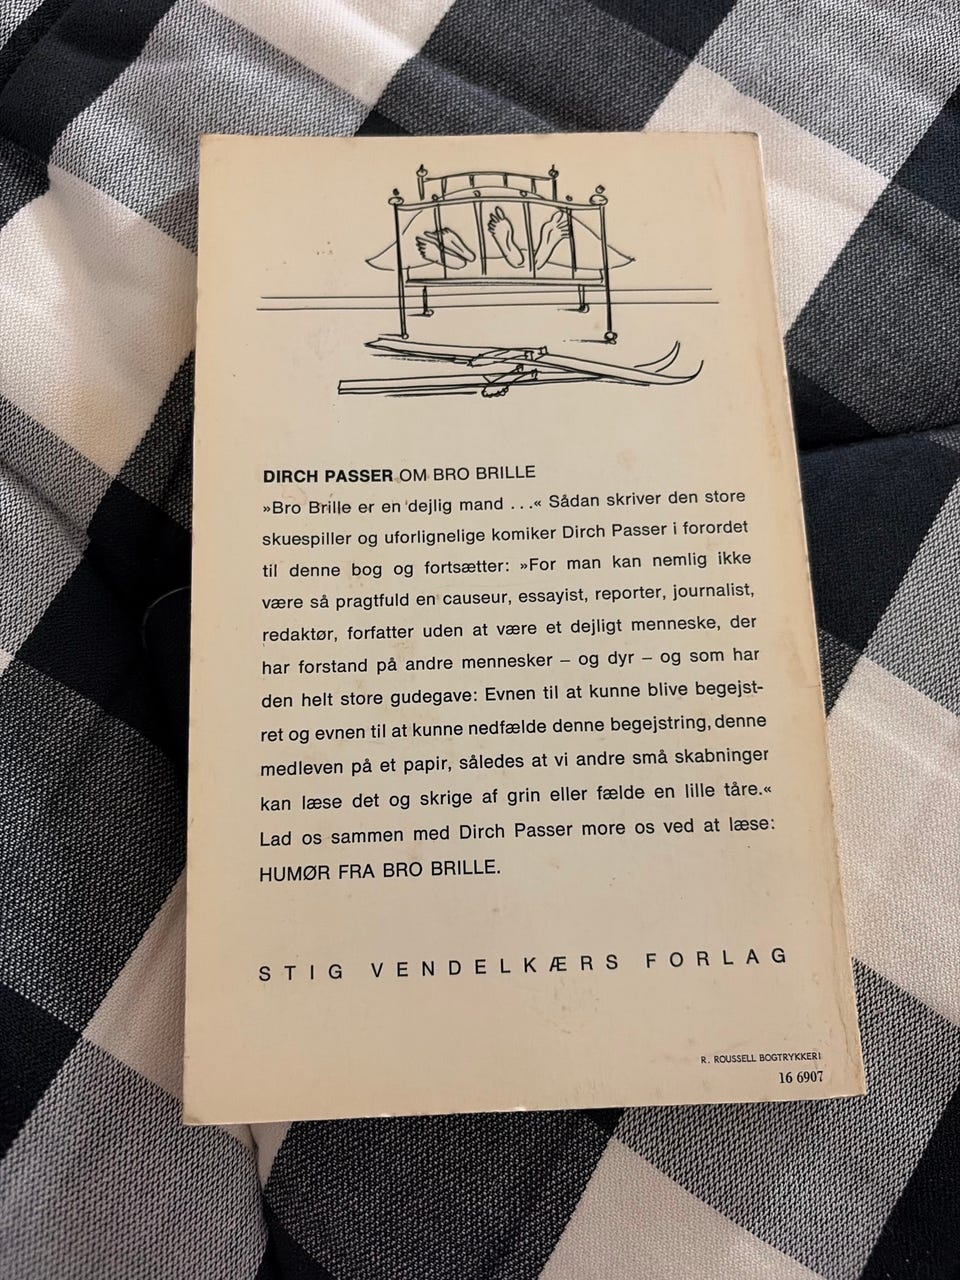 DIRCH PASSER OM BRO BRILLE
»Bro Brille er en dejlig mand ...« Sådan skriver den store
skuespiller og uforlignelige komiker Dirch Passer i forordet
til denne bog og fortsætter: »For man kan nemlig ikke
være så pragtfuld en causeur, essayist, reporter, journalist,
redaktør, forfatter uden at være et dejligt menneske, der
har forstand på andre mennesker – og dyr – og som har
den helt store gudegave: Evnen til at kunne blive begejst-
ret og evnen til at kunne nedfælde denne begejstring, denne
medleven på et papir, således at vi andre små skabninger
kan læse det og skrige af grin eller fælde en lille tåre.«
Lad os sammen med Dirch Passer more os ved at læse:
HUMØR FRA BRO BRILLE.
STIG VENDELKÆRS FORLAG
R. ROUSSELL BOGTRYKKERI
16 6907